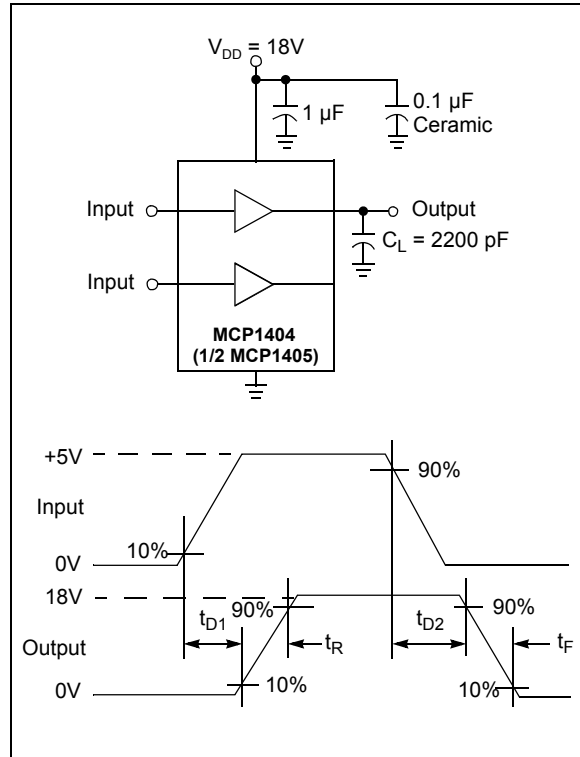 V_DD = 18V
1 µF
0.1 µF
Ceramic
Input
Output
C_L = 2200 pF
Input
MCP1404
(1/2 MCP1405)
+5V
90%
Input
10%
0V
18V
90%
t_D1
t_R
t_D2
90%
t_F
Output
0V
10%
10%